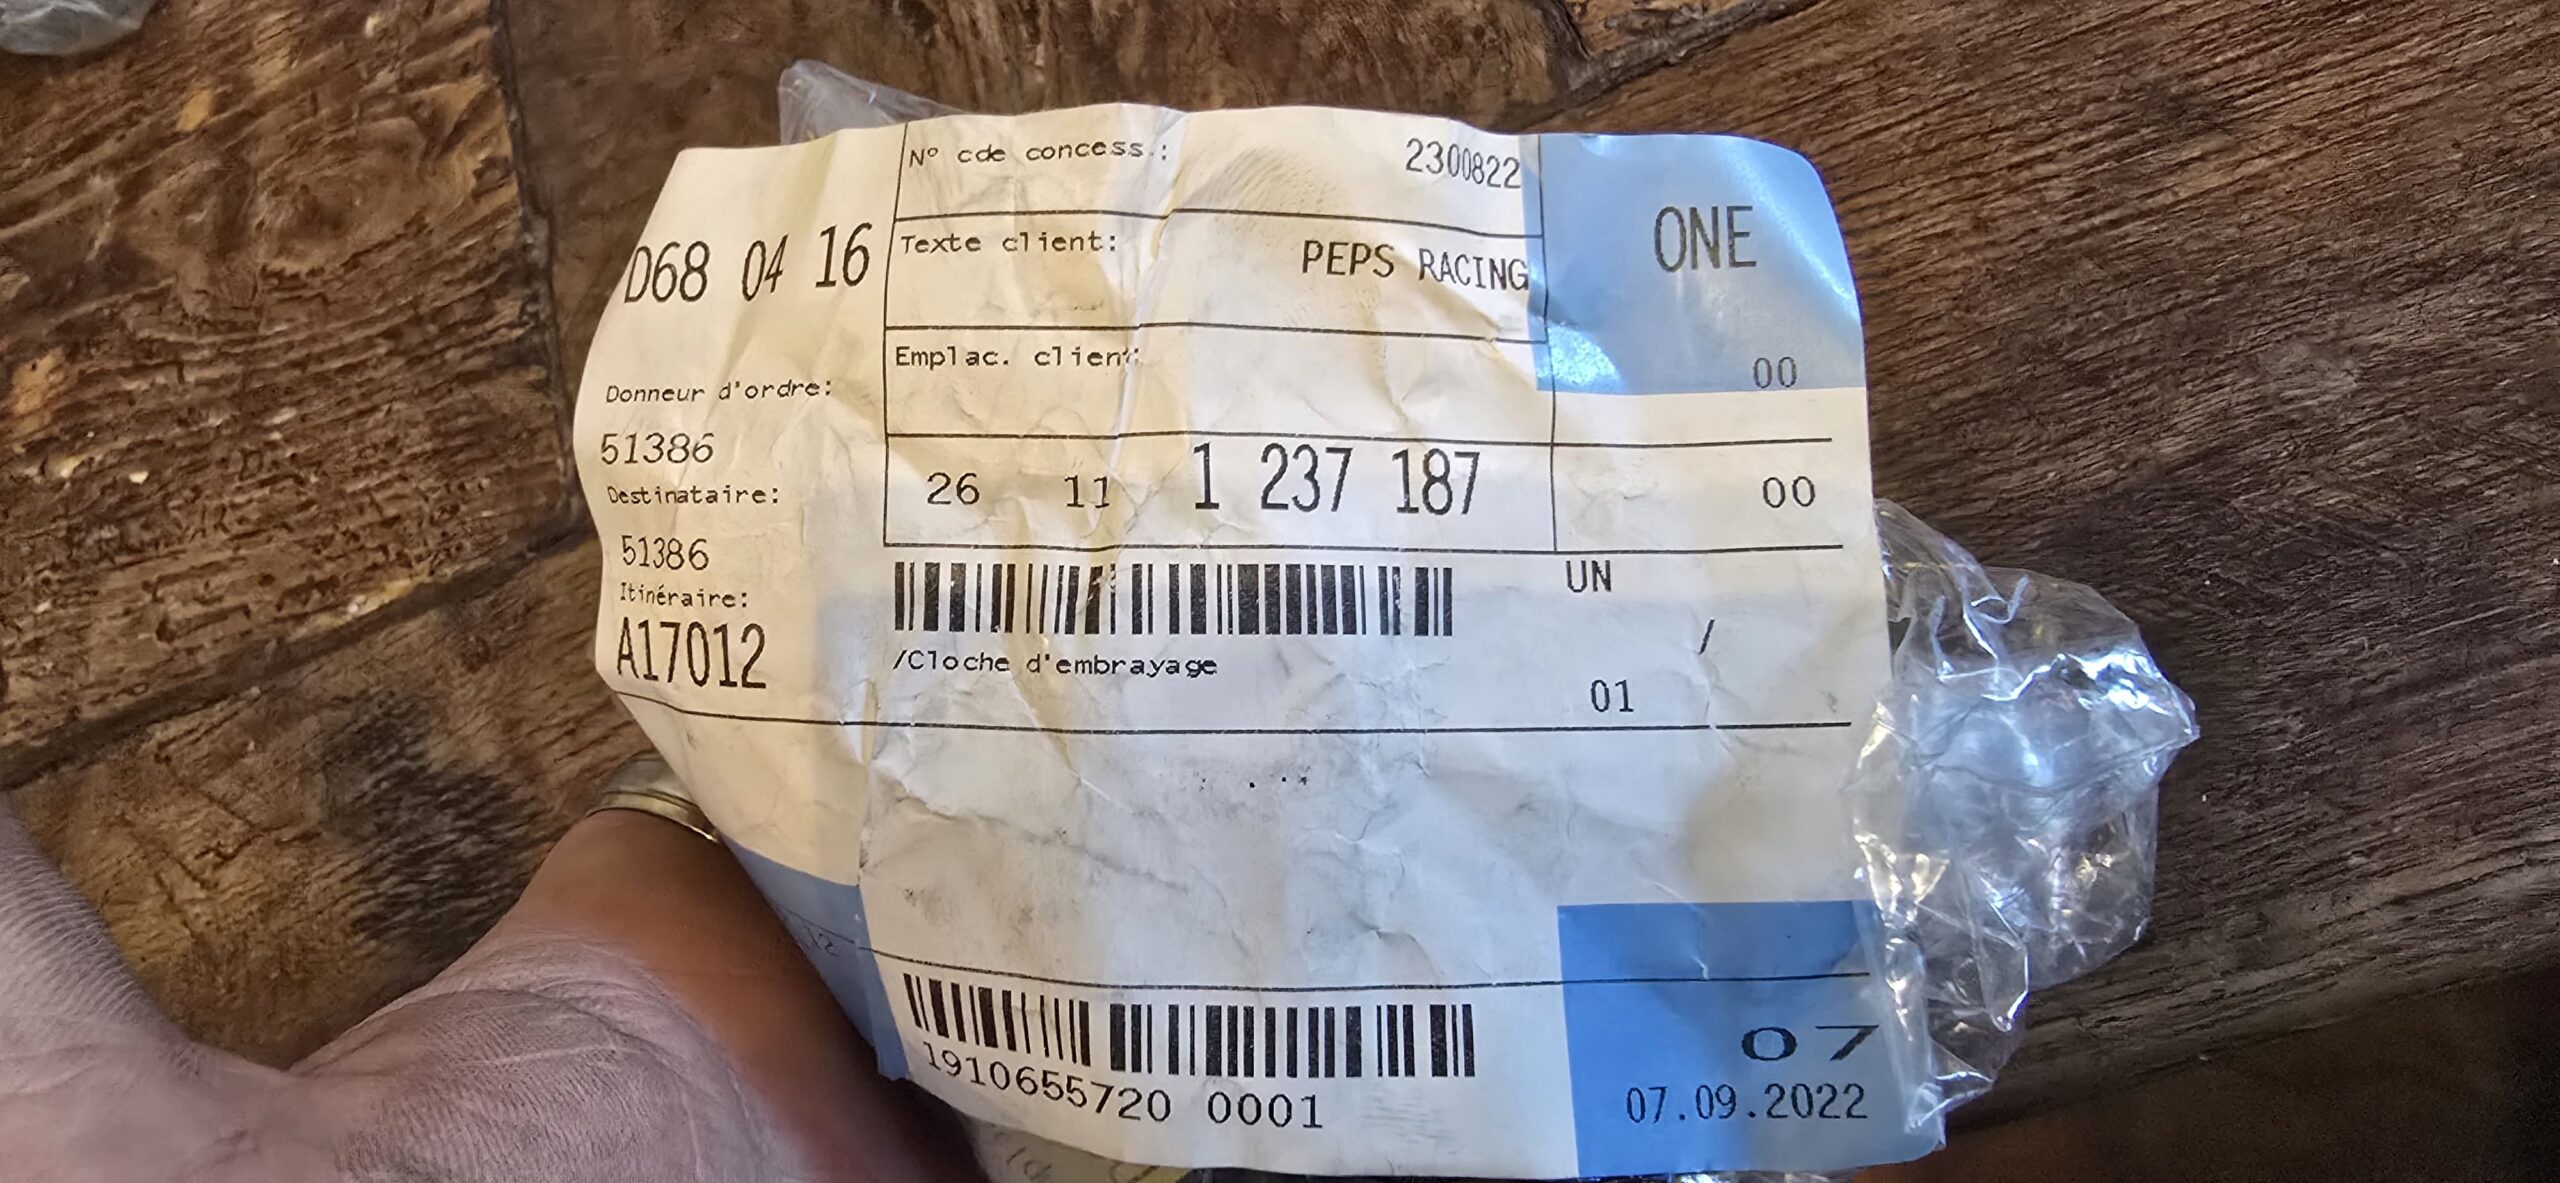 N° cde concess.: 2300822
ONE
D68 04 16
Texte client: PEPS RACING
Emplac. client:
00
Donneur d'ordre:
51386
26 11 1 237 187 00
Destinataire:
51386
UN
Itinéraire:
A17012
/Cloche d'embrayage
/
01
07
1910655720 0001
07.09.2022